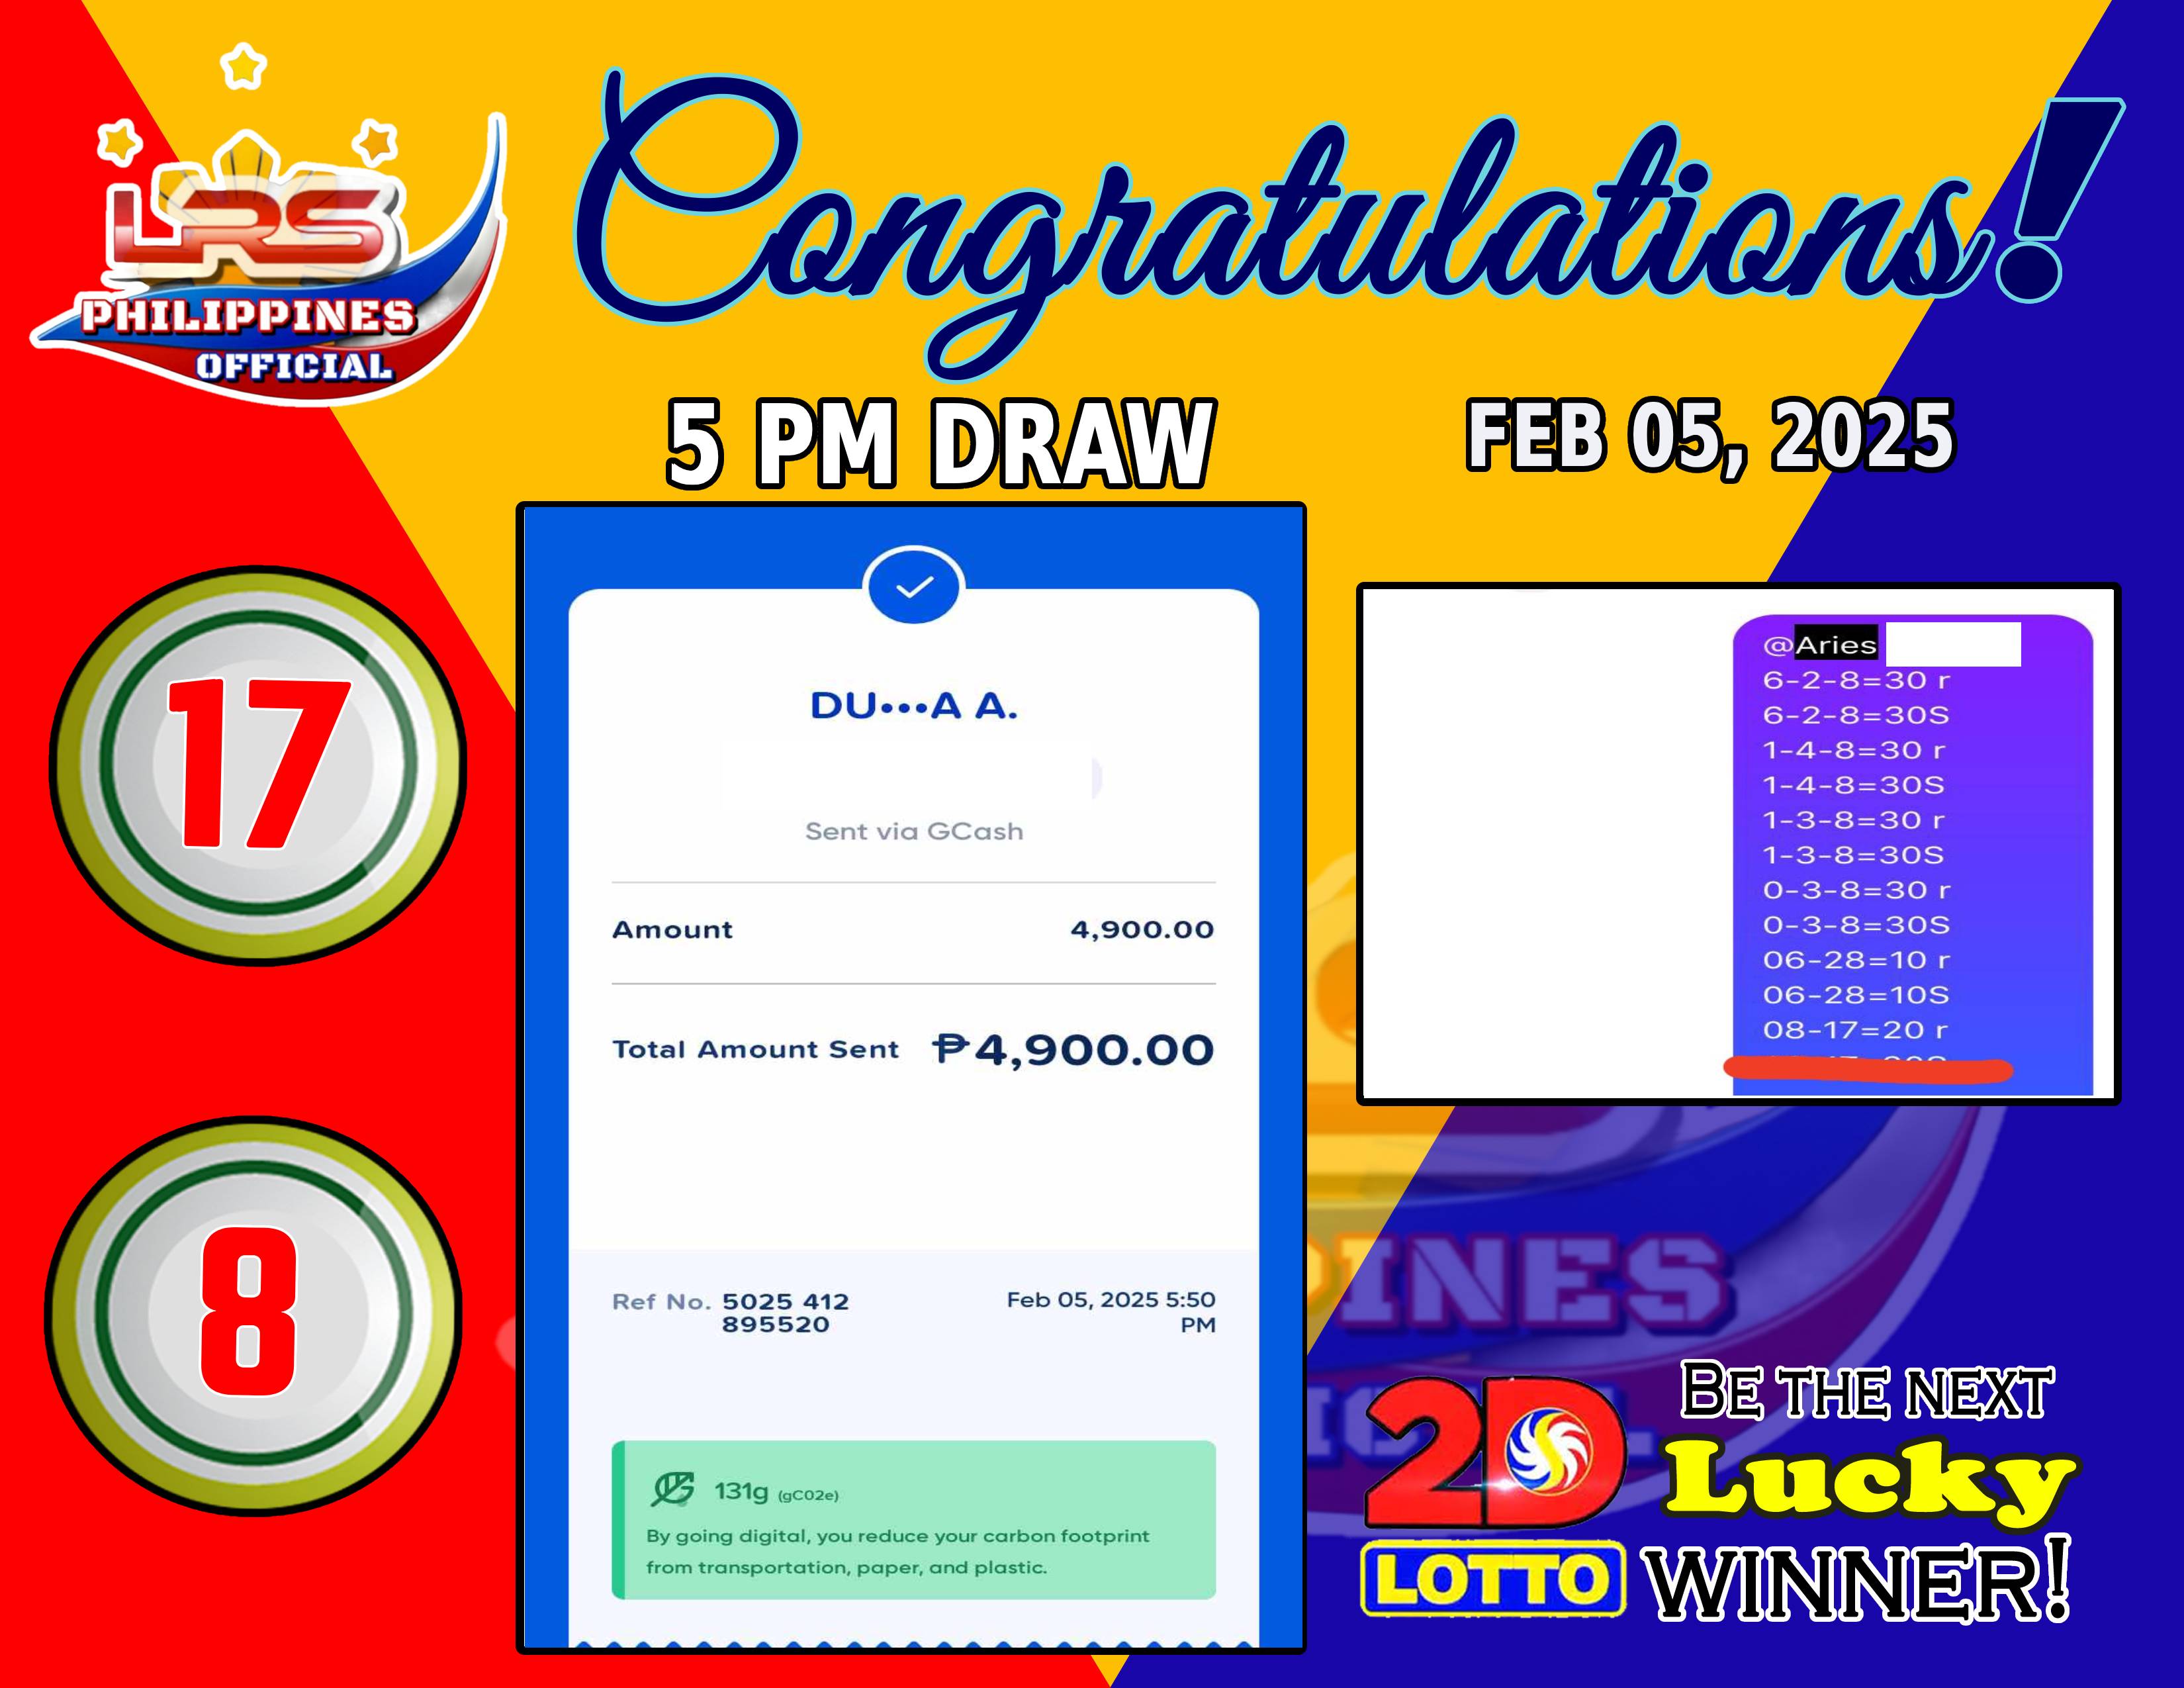 LRS
PHILIPPINES
OFFICIAL
Congratulations!
5 PM DRAW
FEB 05, 2025
17
8
DU•••A A.
Sent via GCash
Amount 4,900.00
Total Amount Sent ₱4,900.00
Ref No. 5025 412
895520
Feb 05, 2025 5:50
PM
131g (gCO2e)
By going digital, you reduce your carbon footprint
from transportation, paper, and plastic.
@Aries
6-2-8=30 r
6-2-8=30S
1-4-8=30 r
1-4-8=30S
1-3-8=30 r
1-3-8=30S
0-3-8=30 r
0-3-8=30S
06-28=10 r
06-28=10S
08-17=20 r
PINES
2D
LOTTO
BE THE NEXT
Lucky
WINNER!